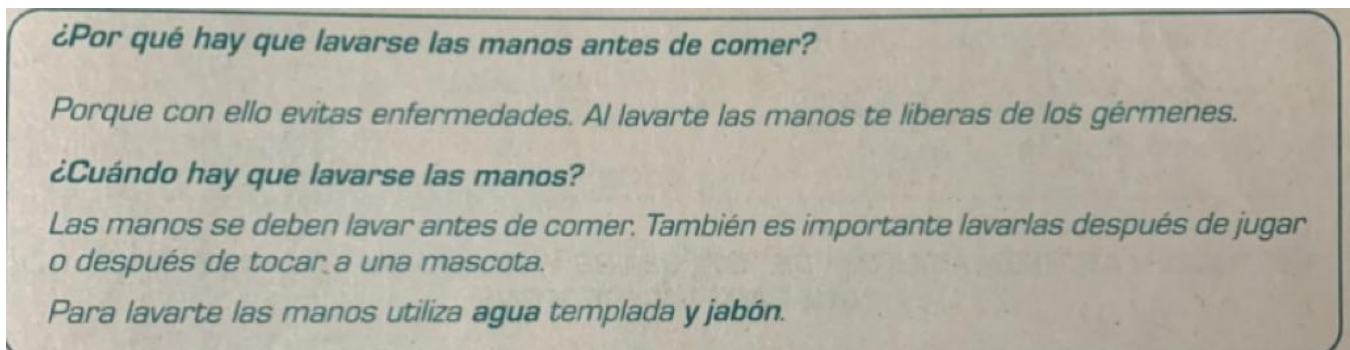 ¿Por qué hay que lavarse las manos antes de comer?
Porque con ello evitas enfermedades. Al lavarte las manos te liberas de los gérmenes.
¿Cuándo hay que lavarse las manos?
Las manos se deben lavar antes de comer. También es importante lavarlas después de jugar
o después de tocar a una mascota.
Para lavarte las manos utiliza agua templada y jabón.